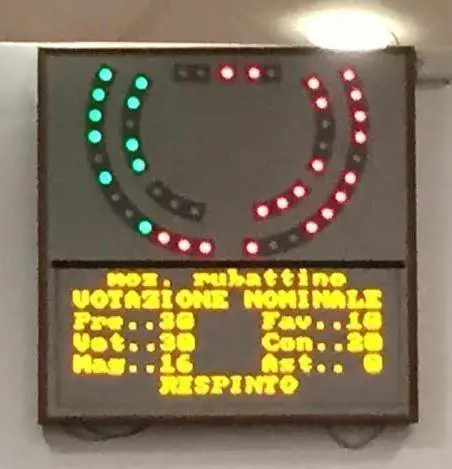 moz. rubattino
VOTAZIONE NOMINALE
Pre..30 Fav..10
Vot..30 Con..20
Mag..16 Ast.. 0
RESPINTO